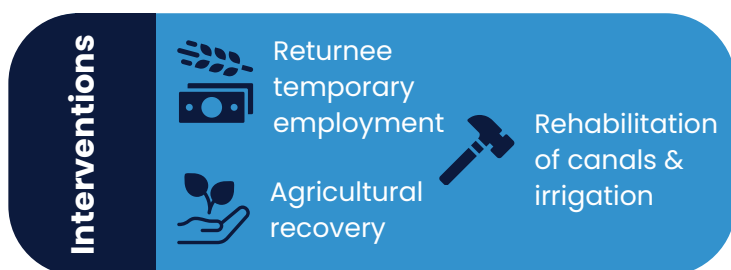 Interventions
Returnee
temporary
employment
Agricultural
recovery
Rehabilitation
of canals &
irrigation